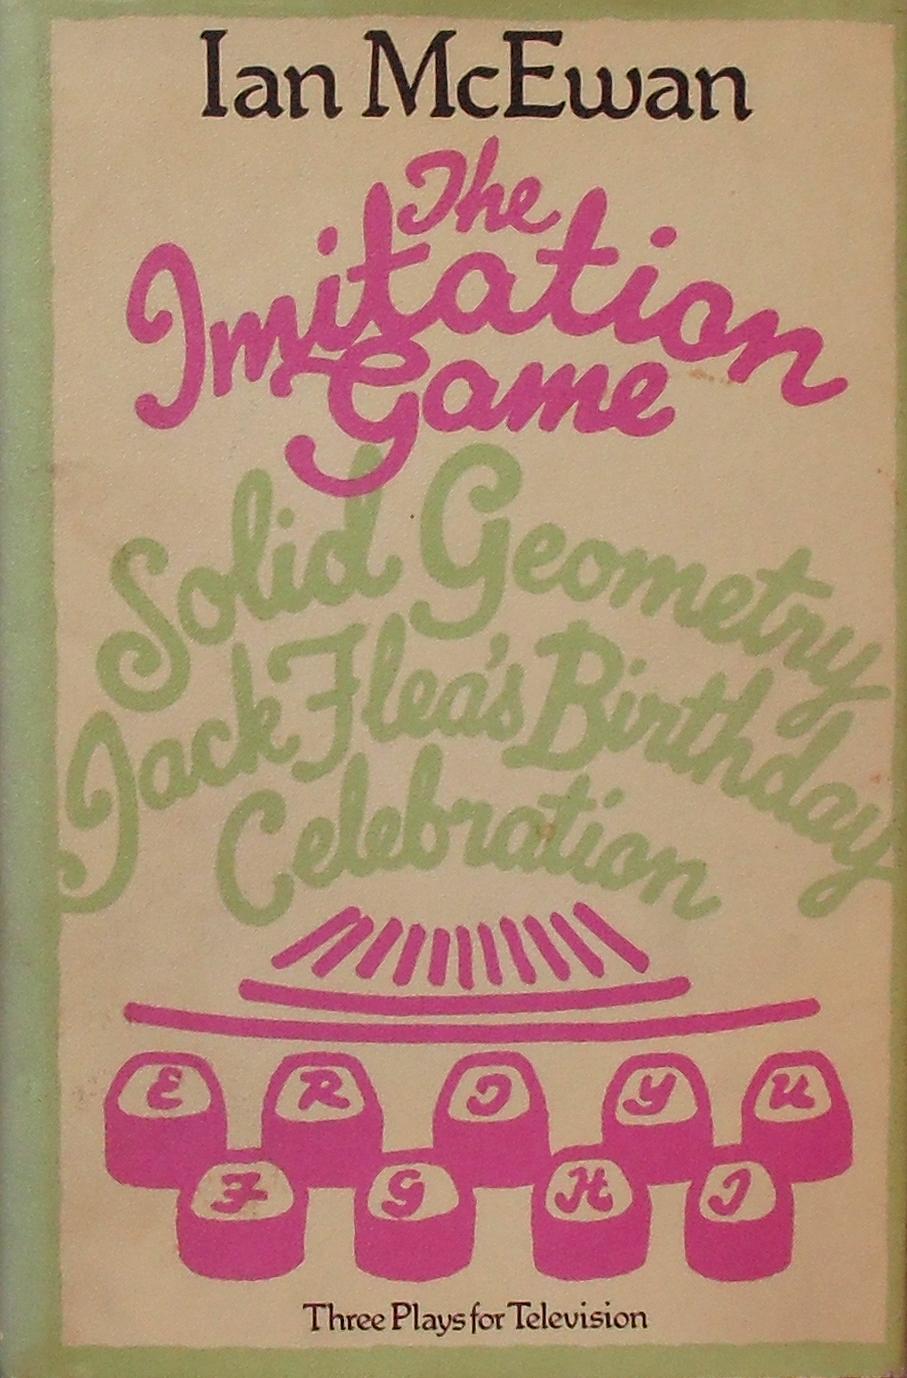 Ian McEwan
The
Imitation
Game
Solid Geometry
Jack Flea's Birthday
Celebration
E R J Y U
F G H J
Three Plays for Television